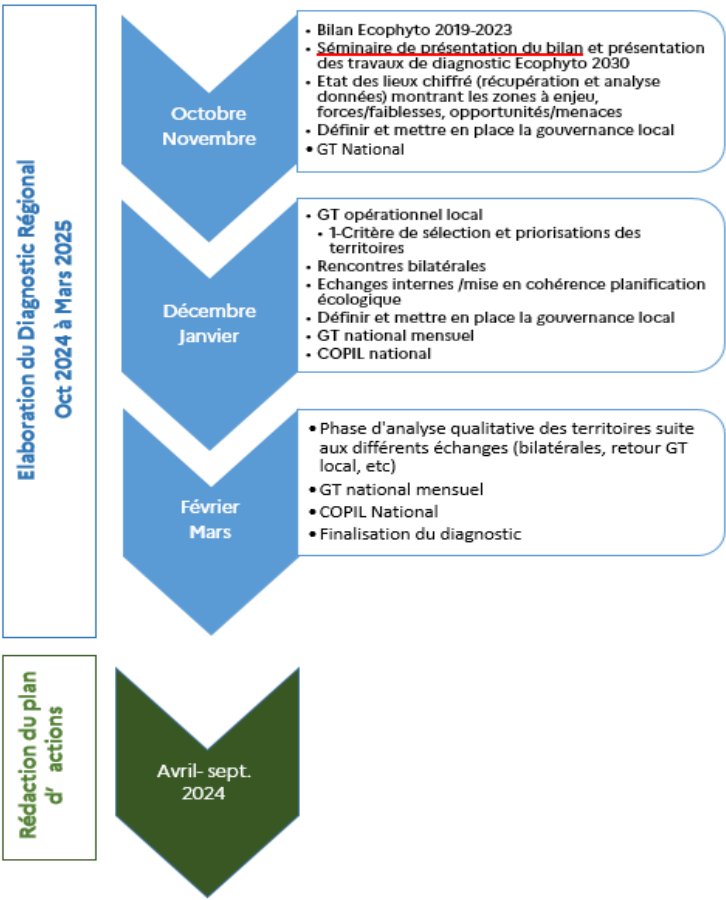 Elaboration du Diagnostic Régional
Oct 2024 à Mars 2025
Octobre
Novembre
• Bilan Ecophyto 2019-2023
• Séminaire de présentation du bilan et présentation
des travaux de diagnostic Ecophyto 2030
• Etat des lieux chiffré (récupération et analyse
données) montrant les zones à enjeu,
forces/faiblesses, opportunités/menaces
• Définir et mettre en place la gouvernance local
• GT National
Décembre
Janvier
• GT opérationnel local
• 1-Critère de sélection et priorisations des
territoires
• Rencontres bilatérales
• Echanges internes /mise en cohérence planification
écologique
• Définir et mettre en place la gouvernance local
• GT national mensuel
• COPIL national
Février
Mars
• Phase d'analyse qualitative des territoires suite
aux différents échanges (bilatérales, retour GT
local, etc)
• GT national mensuel
• COPIL National
• Finalisation du diagnostic
Rédaction du plan
d’ actions
Avril- sept.
2024